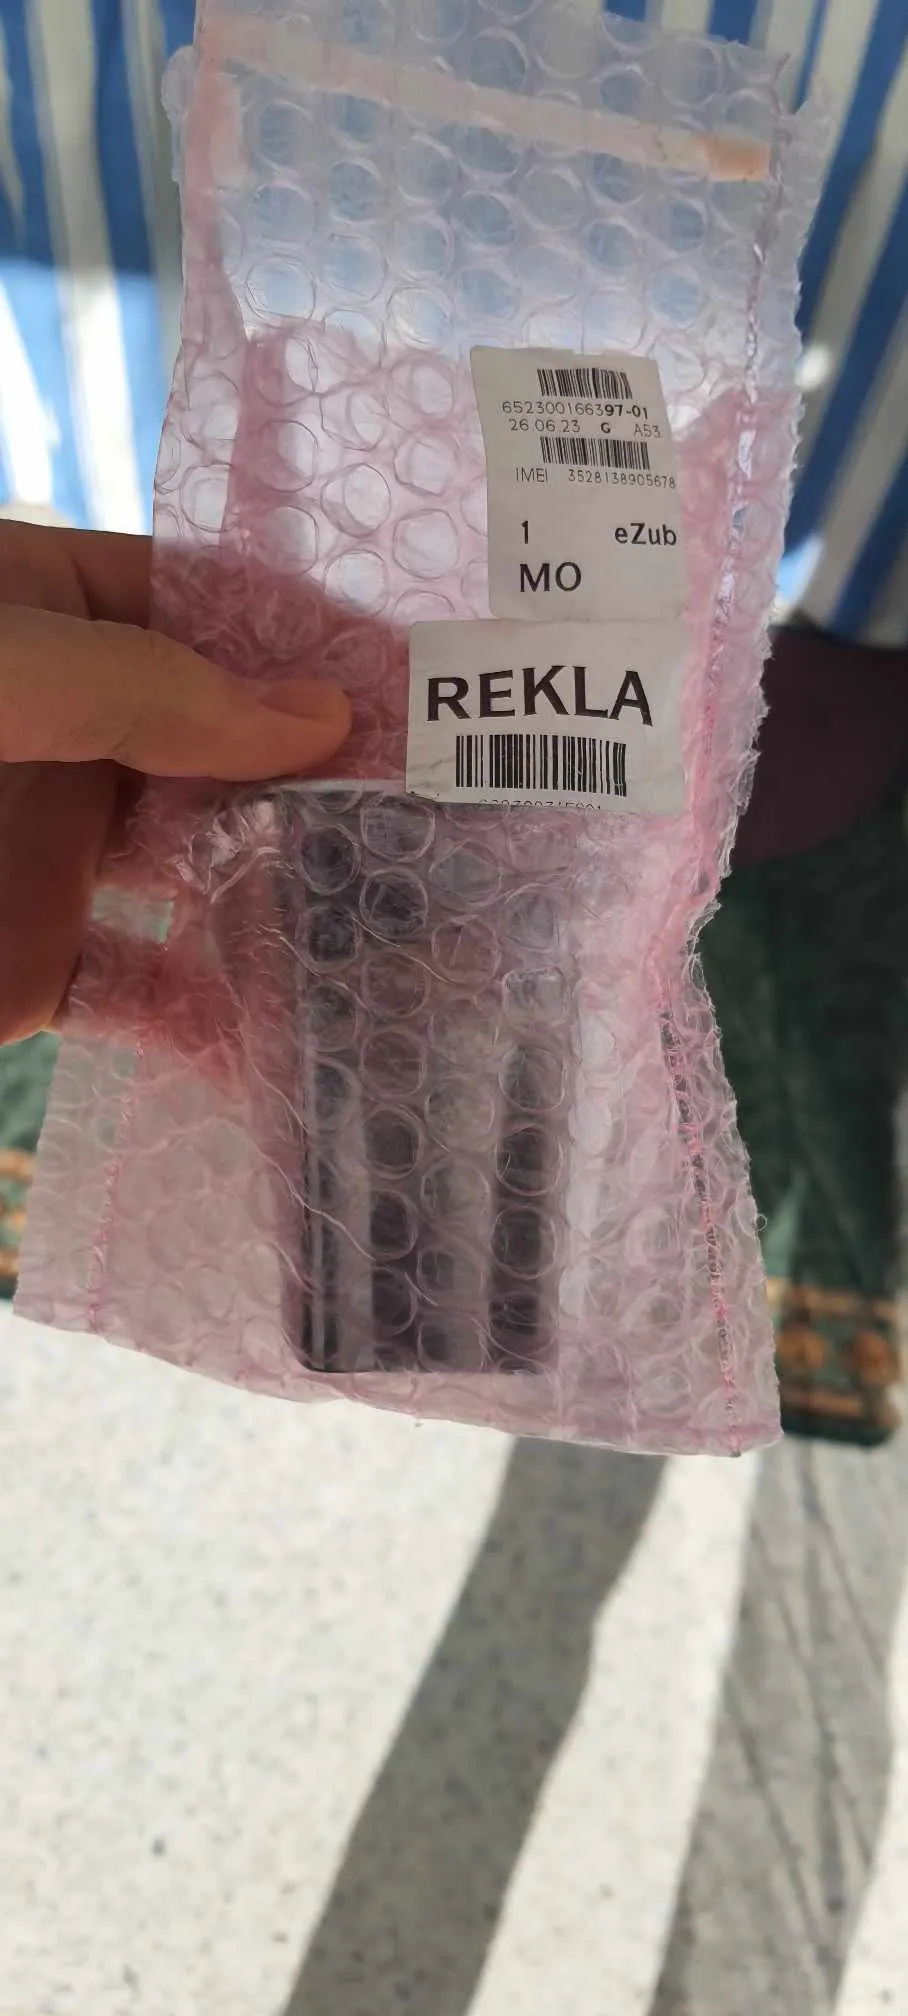 652300166397-01
26.06.23 G A53
IMEI 3528138905678
1 eZub
MO
REKLA